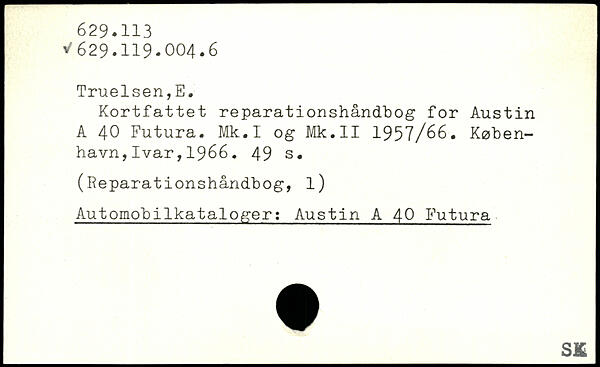 629.113
√629.119.004.6
Truelsen,E.
Kortfattet reparationshåndbog for Austin
A 40 Futura. Mk.I og Mk.II 1957/66. Køben-
havn,Ivar,1966. 49 s.
(Reparationshåndbog, 1)
Automobilkataloger: Austin A 40 Futura
SK